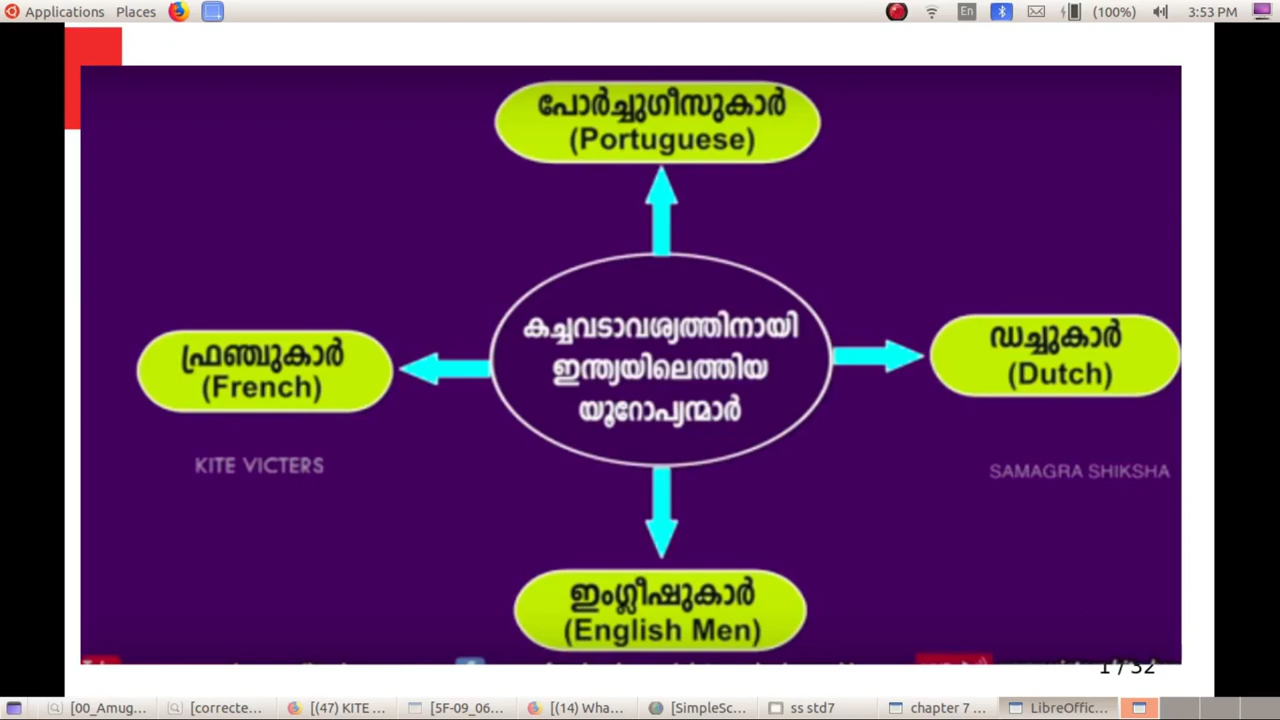 Applications Places
En
(100%)
3:53 PM
പോർച്ചുഗീസുകാർ
(Portuguese)
കച്ചവടാവശ്യത്തിനായി
ഇന്ത്യയിലെത്തിയ
യൂറോപ്യന്മാർ
ഫ്രഞ്ചുകാർ
(French)
ഡച്ചുകാർ
(Dutch)
KITE VICTERS
SAMAGRA SHIKSHA
ഇംഗ്ലീഷുകാർ
(English Men)
1 / 32
[00_Amug... [correcte... [(47) KITE ... [5F-09_06... [(14) Wha... [SimpleSc... ss std7 chapter 7 ... LibreOffic...